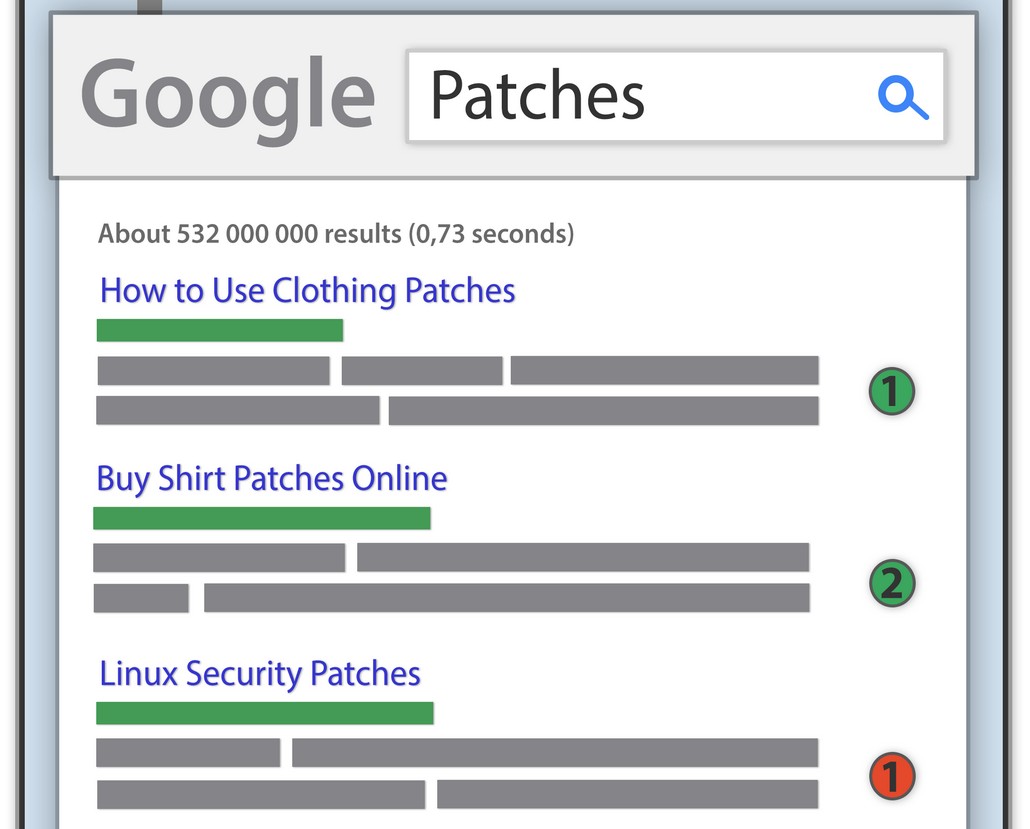 Google Patches
About 532 000 000 results (0,73 seconds)
How to Use Clothing Patches
1
Buy Shirt Patches Online
2
Linux Security Patches
1